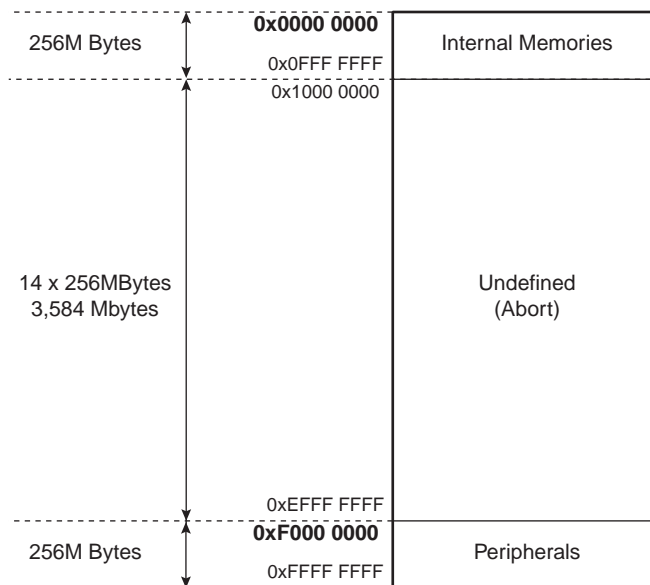 0x0000 0000
256M Bytes
Internal Memories
0x0FFF FFFF
0x1000 0000
14 x 256MBytes
3,584 Mbytes
Undefined
(Abort)
0xEFFF FFFF
0xF000 0000
256M Bytes
Peripherals
0xFFFF FFFF